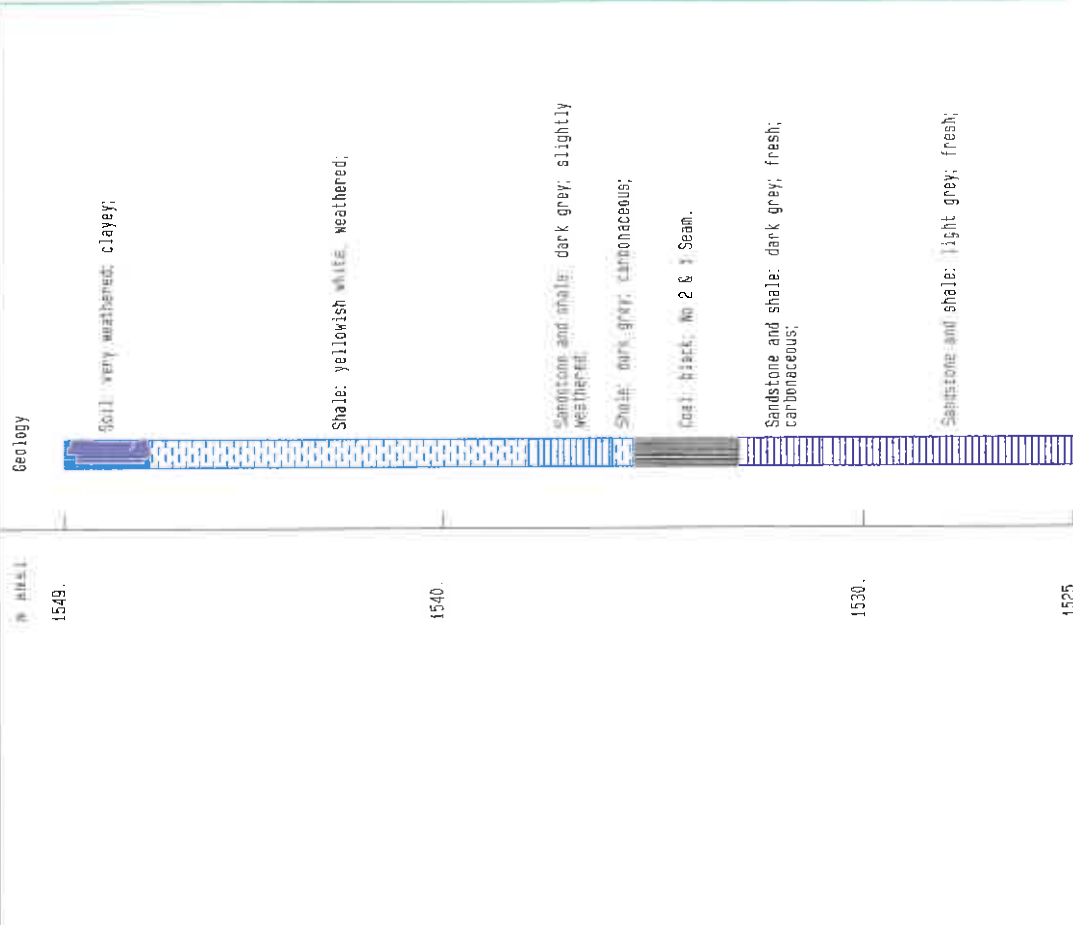 Geology
Soil: very weathered; clayey;
Shale: yellowish white, weathered;
Sandstone and shale: dark grey; slightly
weathered;
Shale: dark grey; carbonaceous;
Coal: black; No 2 & Seam.
Sandstone and shale: dark grey; fresh;
carbonaceous;
Sandstone and shale: light grey; fresh;
1549.
1540.
1530.
1525